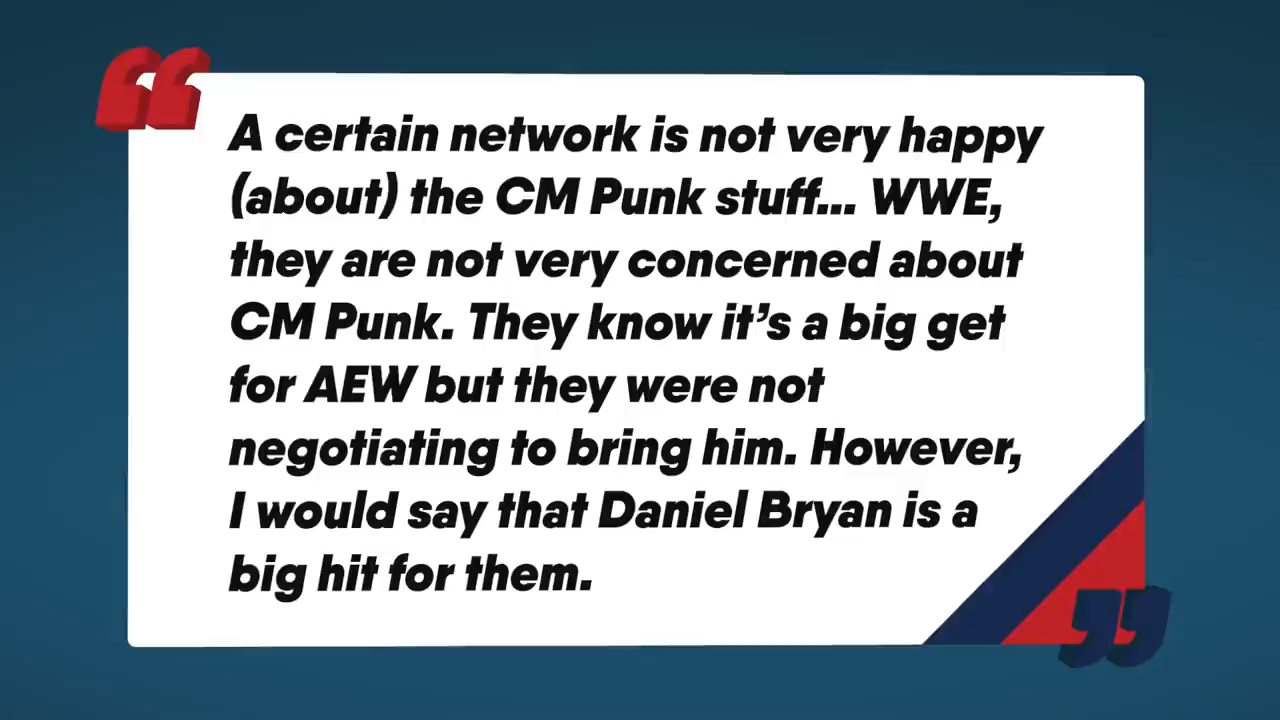 A certain network is not very happy
(about) the CM Punk stuff... WWE,
they are not very concerned about
CM Punk. They know it's a big get
for AEW but they were not
negotiating to bring him. However,
I would say that Daniel Bryan is a
big hit for them.